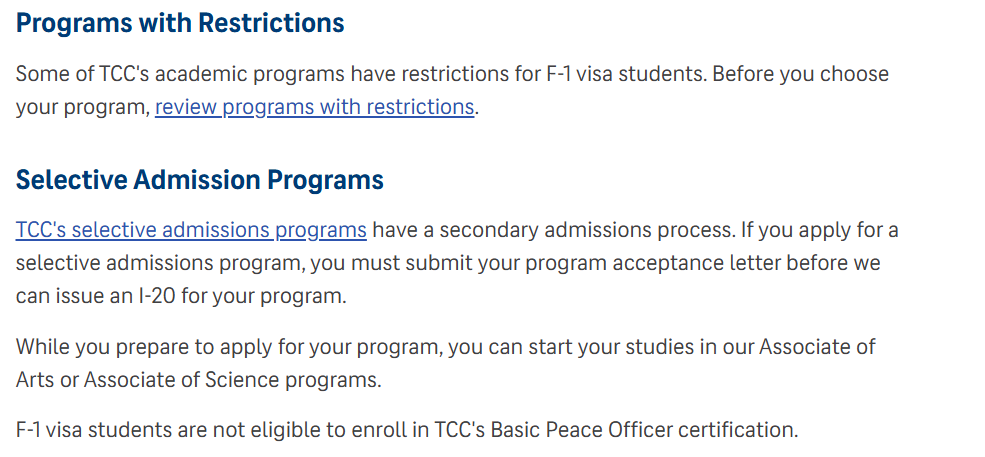 Programs with Restrictions
Some of TCC's academic programs have restrictions for F-1 visa students. Before you choose
your program, review programs with restrictions.
Selective Admission Programs
TCC's selective admissions programs have a secondary admissions process. If you apply for a
selective admissions program, you must submit your program acceptance letter before we
can issue an I-20 for your program.
While you prepare to apply for your program, you can start your studies in our Associate of
Arts or Associate of Science programs.
F-1 visa students are not eligible to enroll in TCC's Basic Peace Officer certification.